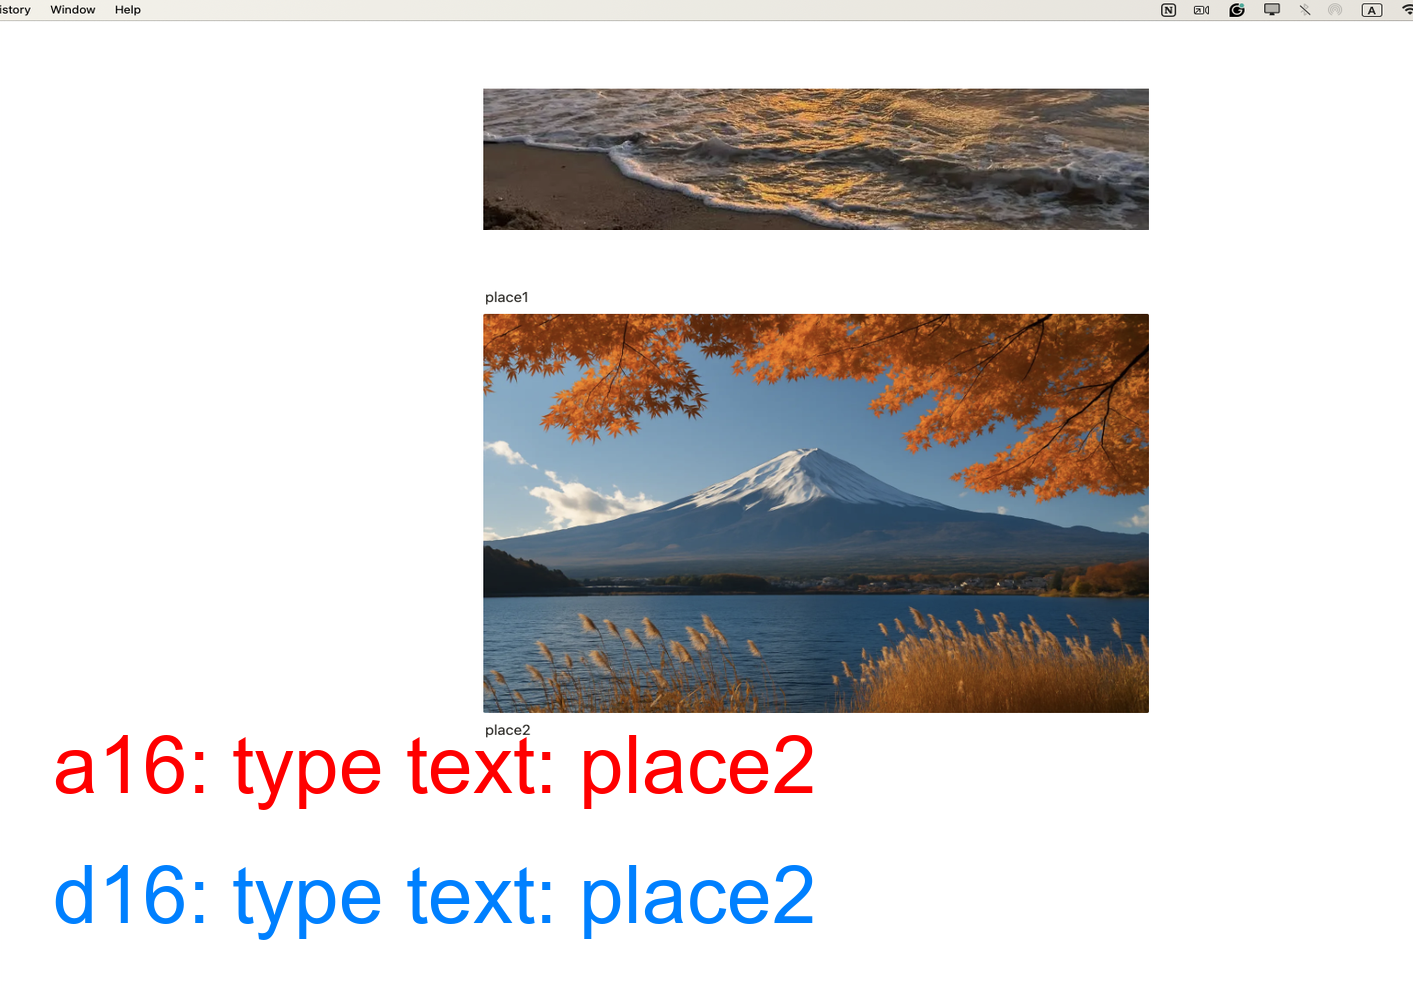 istory Window Help A
place1
place2
a16: type text: place2
d16: type text: place2